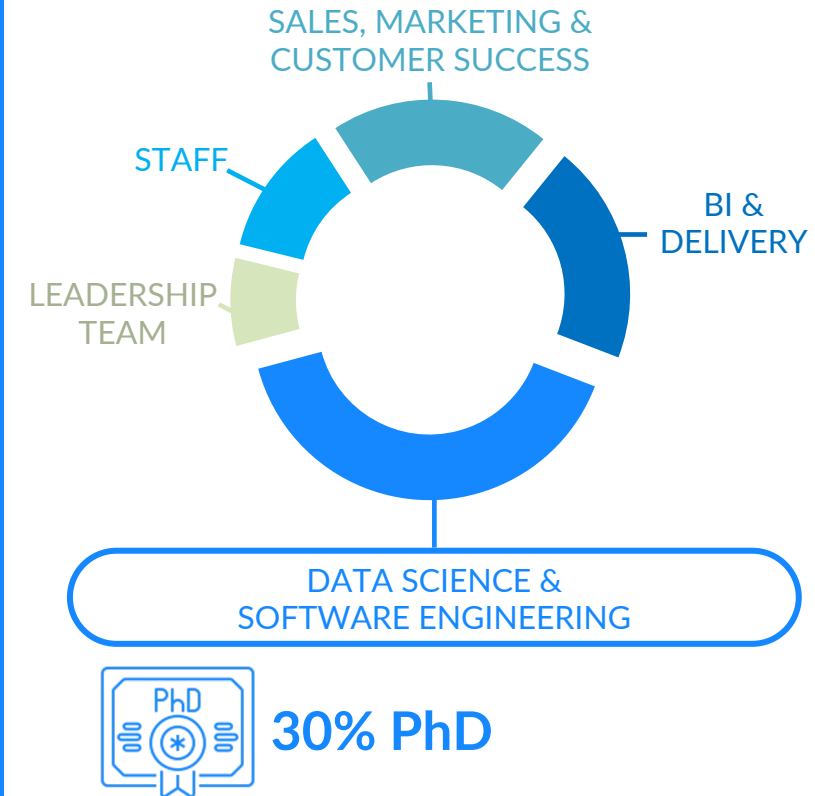 SALES, MARKETING &
CUSTOMER SUCCESS
STAFF
BI &
DELIVERY
LEADERSHIP
TEAM
DATA SCIENCE &
SOFTWARE ENGINEERING
PhD
30% PhD